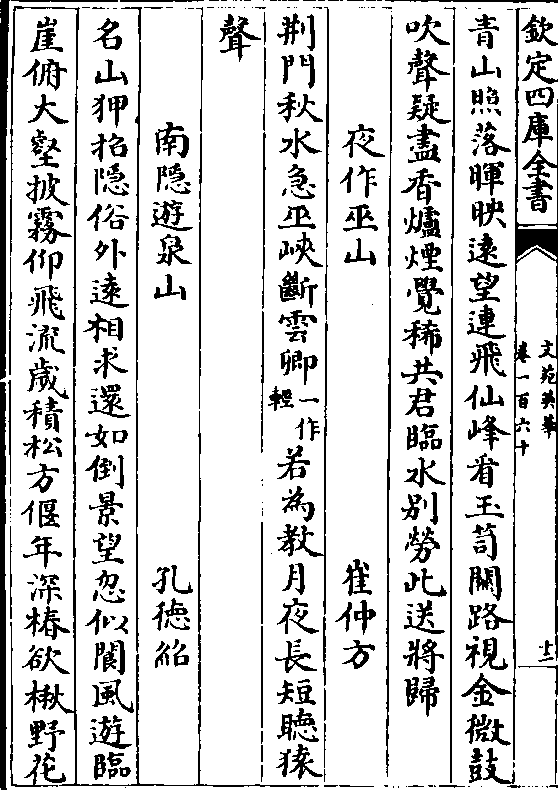 欽定四庫全書
文苑英華
卷一百六十
十二
青山照落暉映遠望連飛仙峰看玉笥關路視金微鼓
吹聲疑盡香爐煙覺稀共君臨水别勞此送將歸
夜作巫山
崔仲方
荆門秋水急巫峽斷雲卿一作輕若為教月夜長短聽猿
聲
南隱遊泉山
孔德紹
名山狎招隱俗外遠相求還如倒景望忽似閬風遊臨
崖俯大壑披霧仰飛流歲積松方偃年深椿欲楸野花